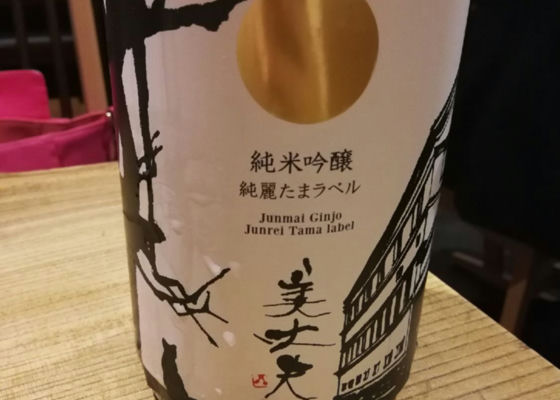 純米吟醸
純麗たまラベル
Junmai Ginjo
Junrei Tama label
美丈夫